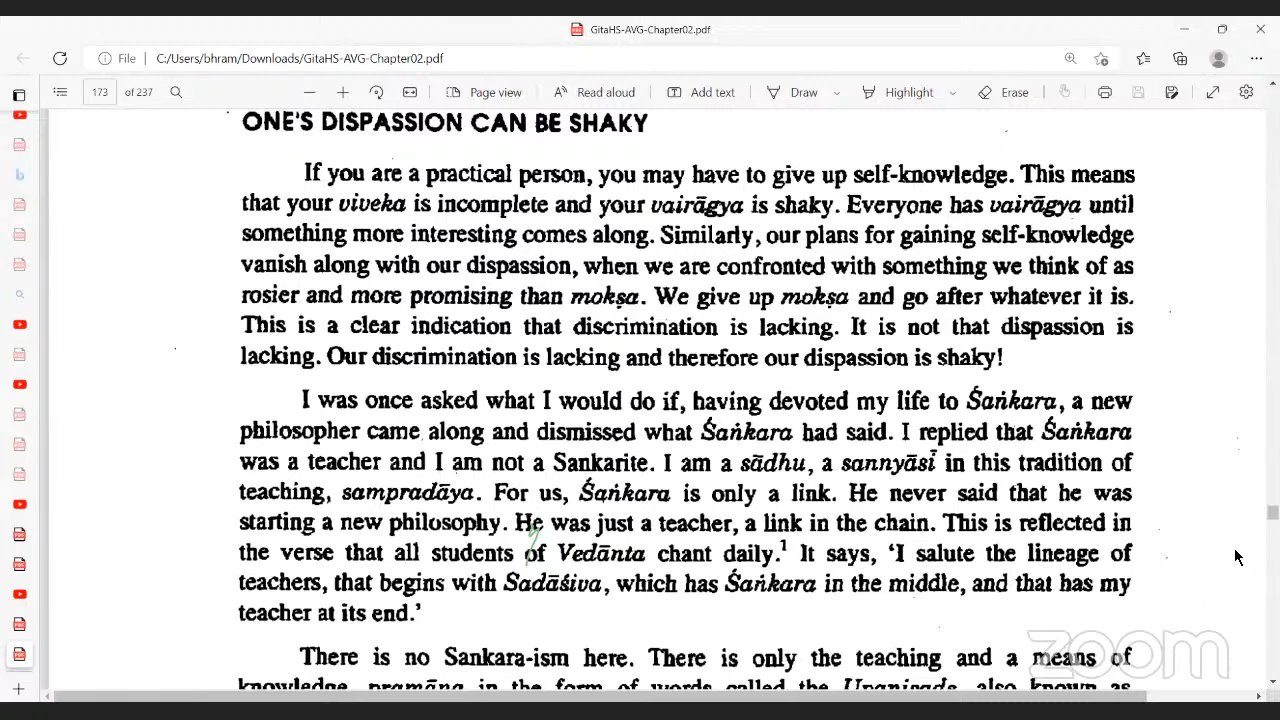 GitaHS-AVG-Chapter02.pdf
File | C:/Users/bhram/Downloads/GitaHS-AVG-Chapter02.pdf
173 of 237 Page view Read aloud Add text Draw Highlight Erase
ONE'S DISPASSION CAN BE SHAKY
If you are a practical person, you may have to give up self-knowledge. This means
that your viveka is incomplete and your vairāgya is shaky. Everyone has vairāgya until
something more interesting comes along. Similarly, our plans for gaining self-knowledge
vanish along with our dispassion, when we are confronted with something we think of as
rosier and more promising than mokṣa. We give up mokṣa and go after whatever it is.
This is a clear indication that discrimination is lacking. It is not that dispassion is
lacking. Our discrimination is lacking and therefore our dispassion is shaky!
I was once asked what I would do if, having devoted my life to Śaṅkara, a new
philosopher came along and dismissed what Śaṅkara had said. I replied that Śaṅkara
was a teacher and I am not a Sankarite. I am a sādhu, a sannyāsī in this tradition of
teaching, sampradāya. For us, Śaṅkara is only a link. He never said that he was
starting a new philosophy. He was just a teacher, a link in the chain. This is reflected in
the verse that all students of Vedānta chant daily.¹ It says, 'I salute the lineage of
teachers, that begins with Sadāśiva, which has Śaṅkara in the middle, and that has my
teacher at its end.'
There is no Sankara-ism here. There is only the teaching and a means of
knowledge, pramāṇa in the form of words called the Upaniṣads, also known as
zoom